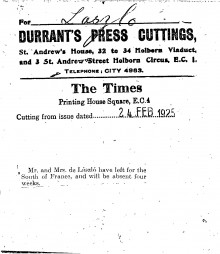 For Laszlo
DURRANT'S PRESS CUTTINGS,
St. Andrew's House, 32 to 34 Holborn Viaduct,
and 3 St. Andrew Street Holborn Circus, E.C. 1.
TELEPHONE: CITY 4963.
The Times
Printing House Square, E.C.4
Cutting from issue dated 24 FEB 1925
Mr. and Mrs. de László have left for the
South of France, and will be absent four
weeks.